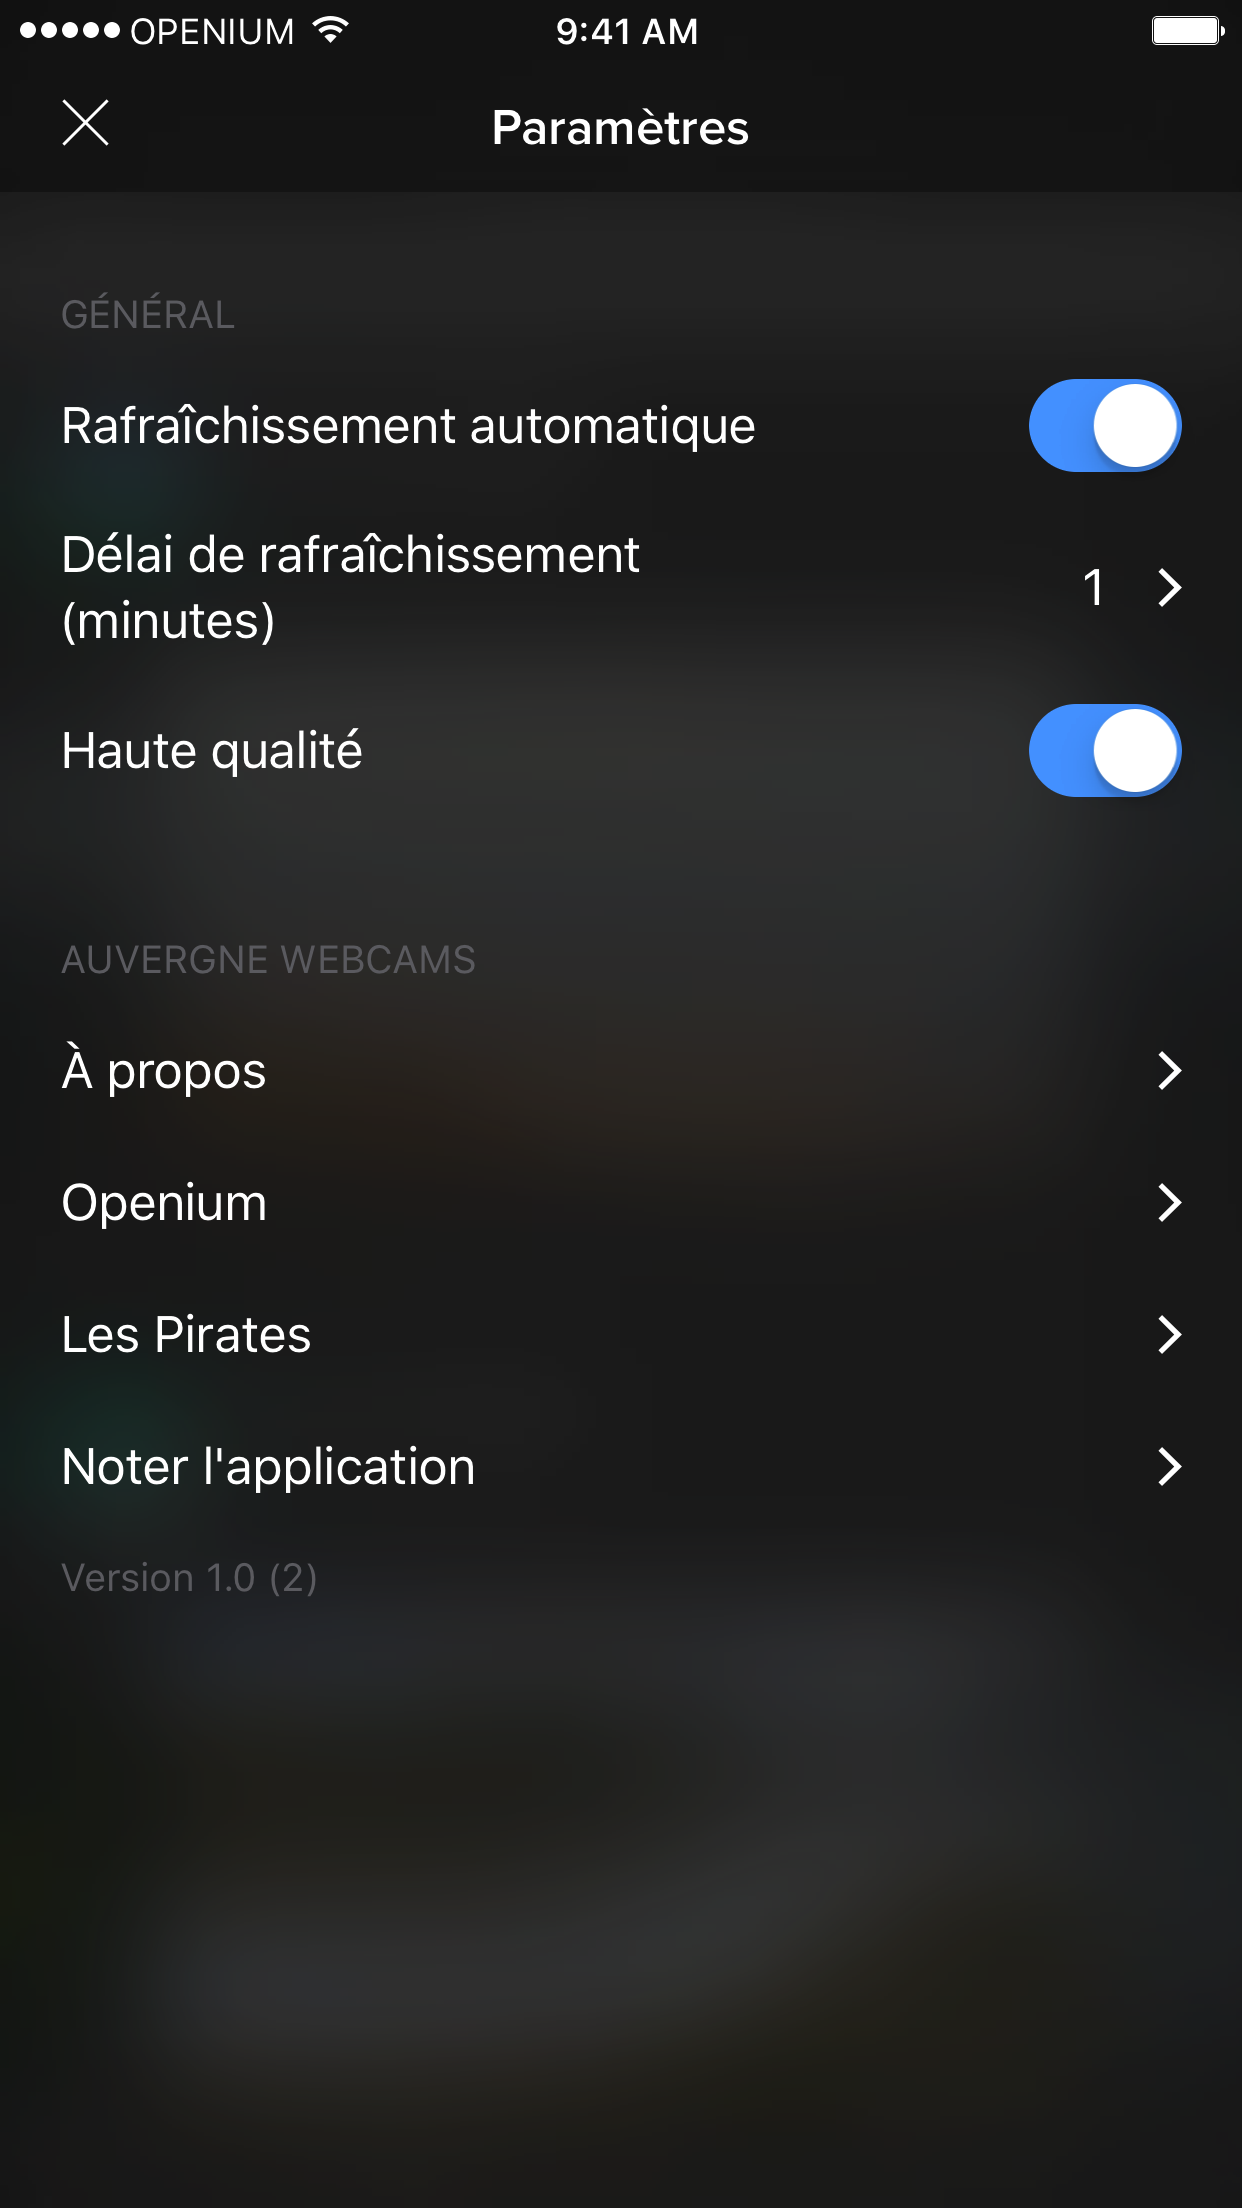 OPENIUM 9:41 AM
Paramètres
GÉNÉRAL
Rafraîchissement automatique
Délai de rafraîchissement
(minutes)
1
Haute qualité
AUVERGNE WEBCAMS
À propos
Openium
Les Pirates
Noter l'application
Version 1.0 (2)